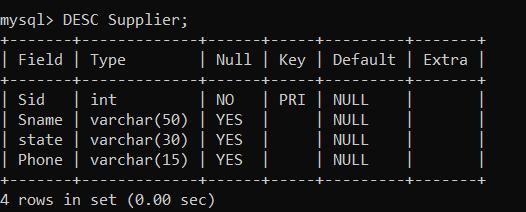 mysql> DESC Supplier;
+-------+-------------+------+-----+---------+-------+
| Field | Type        | Null | Key | Default | Extra |
+-------+-------------+------+-----+---------+-------+
| Sid   | int         | NO   | PRI | NULL    |       |
| Sname | varchar(50) | YES  |     | NULL    |       |
| state | varchar(30) | YES  |     | NULL    |       |
| Phone | varchar(15) | YES  |     | NULL    |       |
+-------+-------------+------+-----+---------+-------+
4 rows in set (0.00 sec)